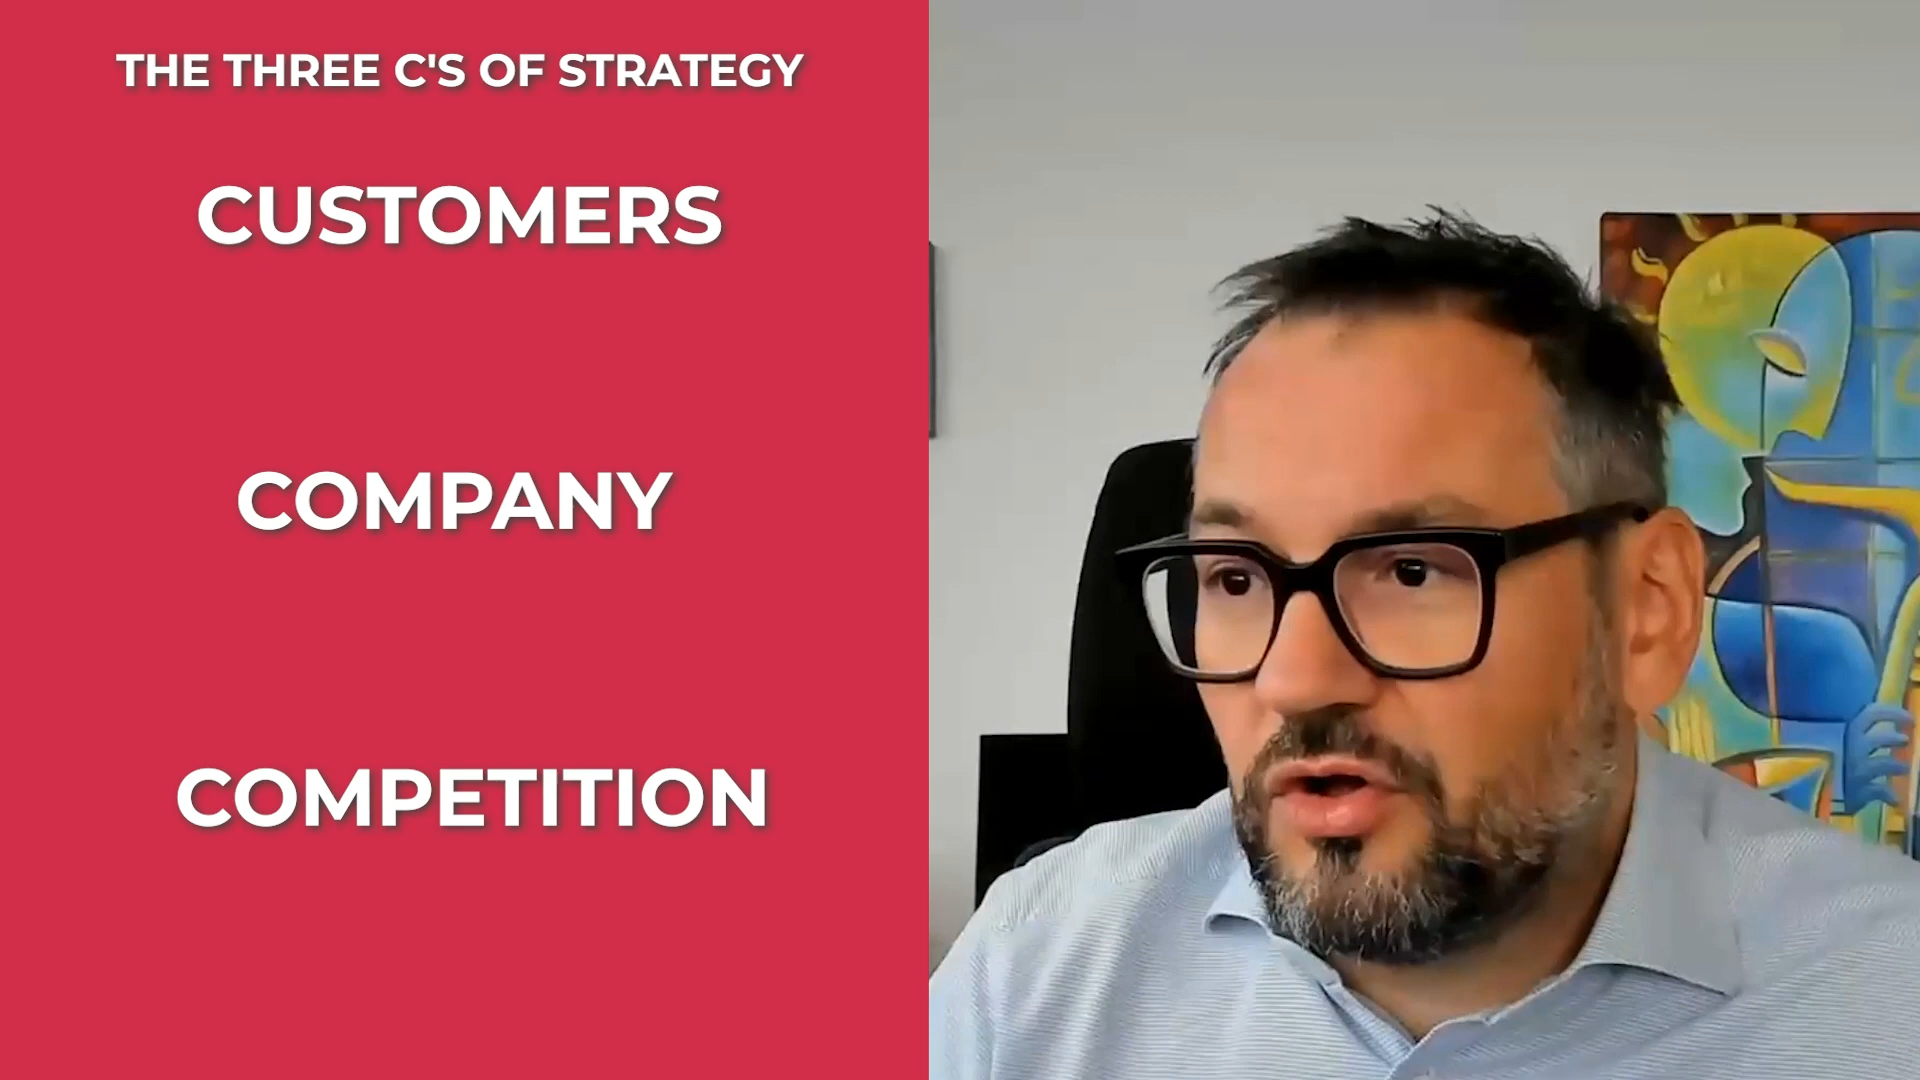 THE THREE C'S OF STRATEGY
CUSTOMERS
COMPANY
COMPETITION